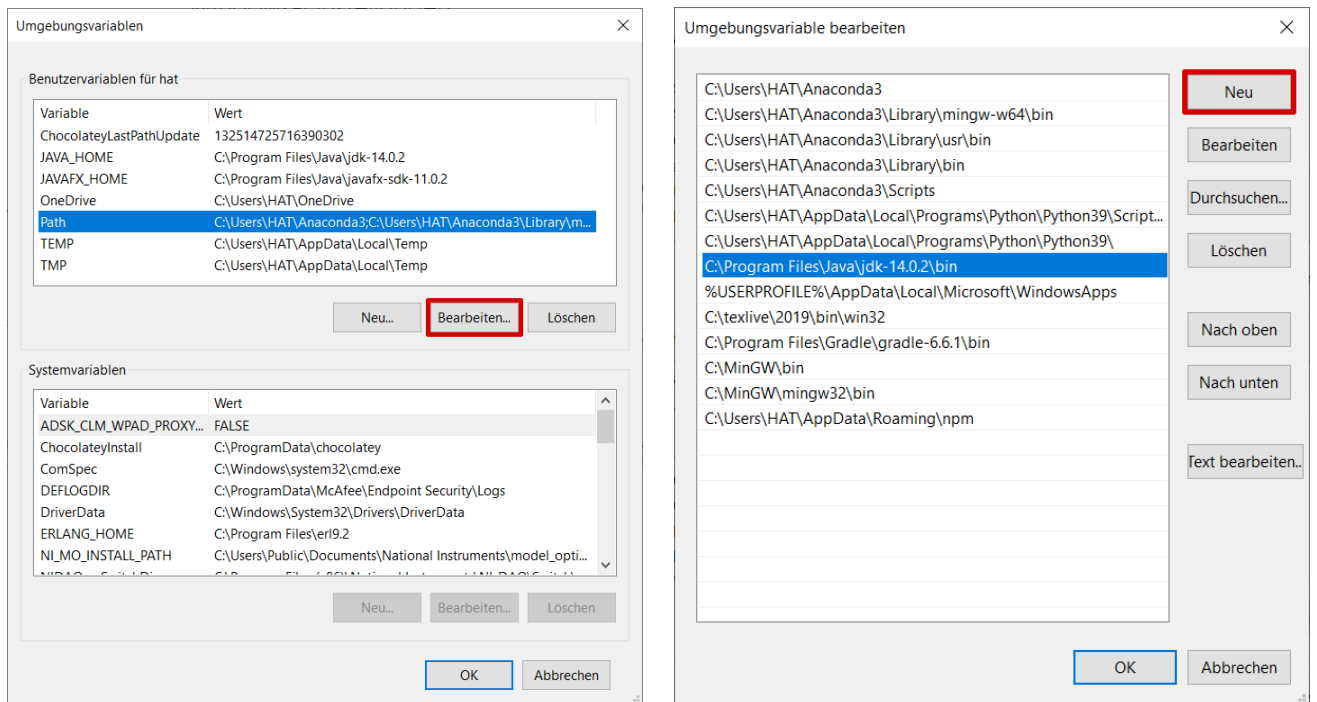 Umgebungsvariablen
Benutzervariablen für hat
Variable Wert
ChocolateyLastPathUpdate 132514725716390302
JAVA_HOME C:\Program Files\Java\jdk-14.0.2
JAVAFX_HOME C:\Program Files\Java\javafx-sdk-11.0.2
OneDrive C:\Users\HAT\OneDrive
Path C:\Users\HAT\Anaconda3;C:\Users\HAT\Anaconda3\Library\m...
TEMP C:\Users\HAT\AppData\Local\Temp
TMP C:\Users\HAT\AppData\Local\Temp
Neu... Bearbeiten... Löschen
Systemvariablen
Variable Wert
ADSK_CLM_WPAD_PROXY... FALSE
ChocolateyInstall C:\ProgramData\chocolatey
ComSpec C:\Windows\system32\cmd.exe
DEFLOGDIR C:\ProgramData\McAfee\Endpoint Security\Logs
DriverData C:\Windows\System32\Drivers\DriverData
ERLANG_HOME C:\Program Files\erl9.2
NI_MO_INSTALL_PATH C:\Users\Public\Documents\National Instruments\model_opti...
Neu... Bearbeiten... Löschen
OK Abbrechen
Umgebungsvariable bearbeiten
C:\Users\HAT\Anaconda3
C:\Users\HAT\Anaconda3\Library\mingw-w64\bin
C:\Users\HAT\Anaconda3\Library\usr\bin
C:\Users\HAT\Anaconda3\Library\bin
C:\Users\HAT\Anaconda3\Scripts
C:\Users\HAT\AppData\Local\Programs\Python\Python39\Script...
C:\Users\HAT\AppData\Local\Programs\Python\Python39\
C:\Program Files\Java\jdk-14.0.2\bin
%USERPROFILE%\AppData\Local\Microsoft\WindowsApps
C:\texlive\2019\bin\win32
C:\Program Files\Gradle\gradle-6.6.1\bin
C:\MinGW\bin
C:\MinGW\mingw32\bin
C:\Users\HAT\AppData\Roaming\npm
Neu
Bearbeiten
Durchsuchen...
Löschen
Nach oben
Nach unten
Text bearbeiten..
OK Abbrechen